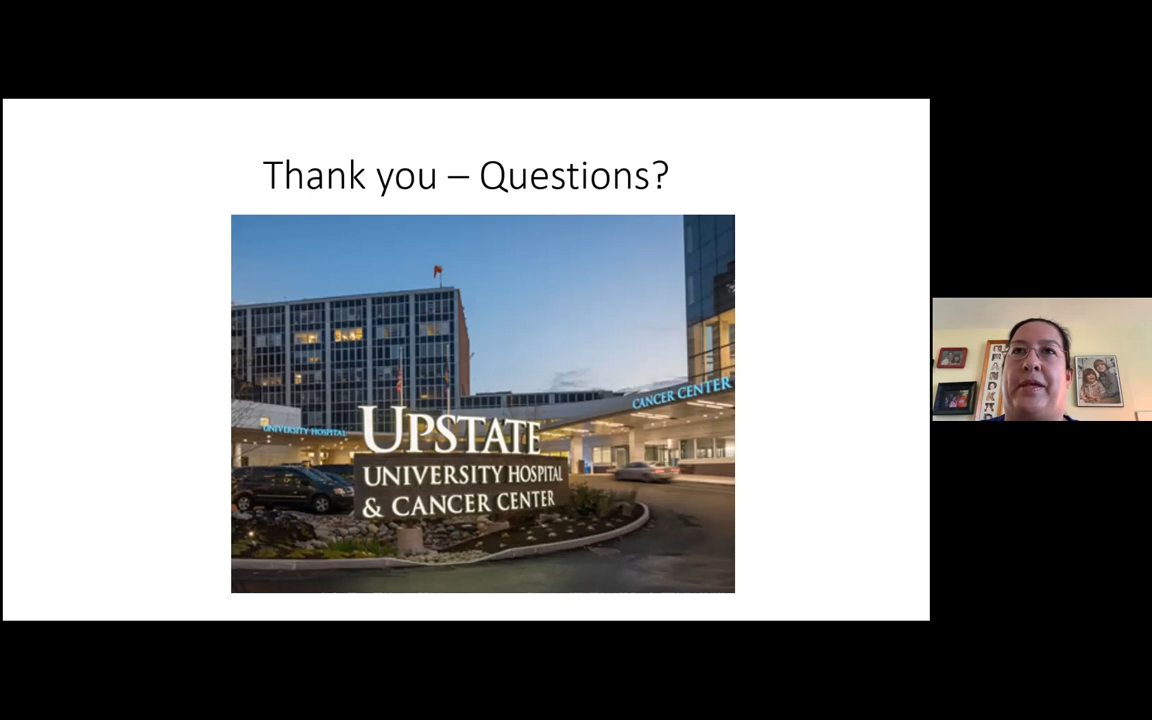 Thank you – Questions?
CANCER CENTER
UNIVERSITY HOSPITAL
UPSTATE
UNIVERSITY HOSPITAL
& CANCER CENTER